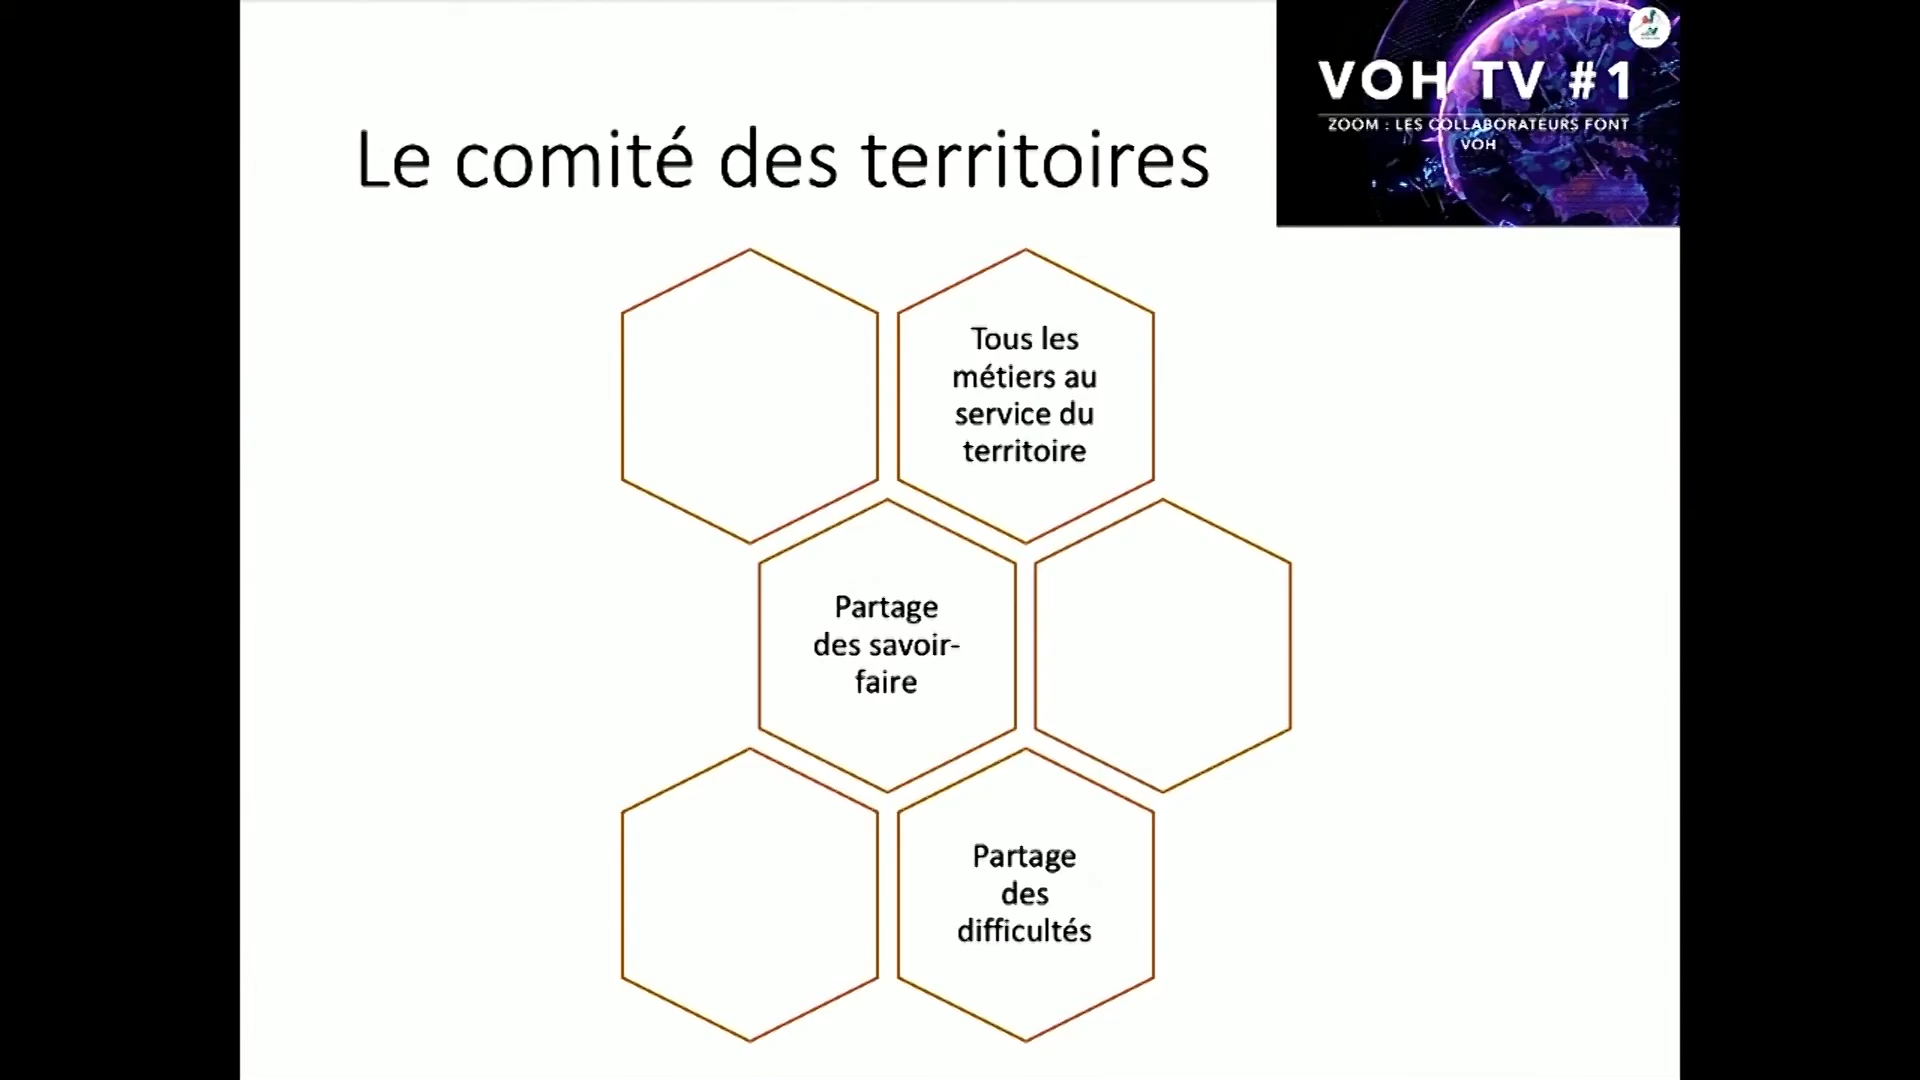 VOH TV #1
ZOOM : LES COLLABORATEURS FONT
VOH
Le comité des territoires
Tous les
métiers au
service du
territoire
Partage
des savoir-
faire
Partage
des
difficultés